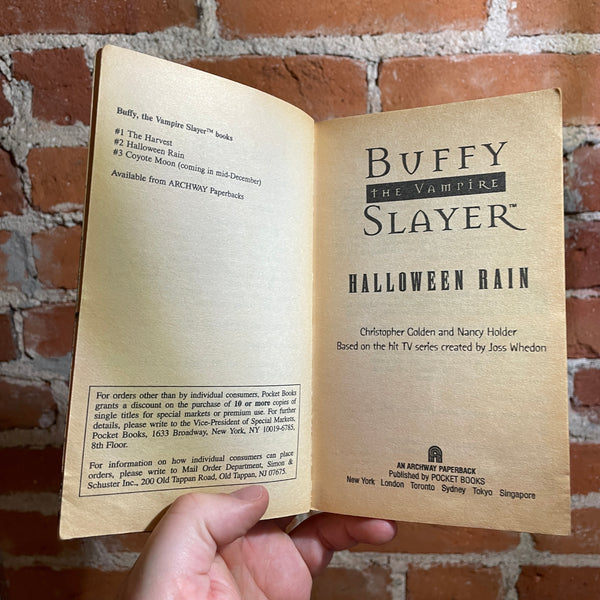 Buffy, the Vampire Slayer™ books
#1 The Harvest
#2 Halloween Rain
#3 Coyote Moon (coming in mid-December)
Available from ARCHWAY Paperbacks
For orders other than by individual consumers, Pocket Books
grants a discount on the purchase of 10 or more copies of
single titles for special markets or premium use. For further
details, please write to the Vice-President of Special Markets,
Pocket Books, 1633 Broadway, New York, NY 10019-6785,
8th Floor.
For information on how individual consumers can place
orders, please write to Mail Order Department, Simon &
Schuster Inc., 200 Old Tappan Road, Old Tappan, NJ 07675.
BUFFY
THE VAMPIRE
SLAYER™
HALLOWEEN RAIN
Christopher Golden and Nancy Holder
Based on the hit TV series created by Joss Whedon
AN ARCHWAY PAPERBACK
Published by POCKET BOOKS
New York London Toronto Sydney Tokyo Singapore